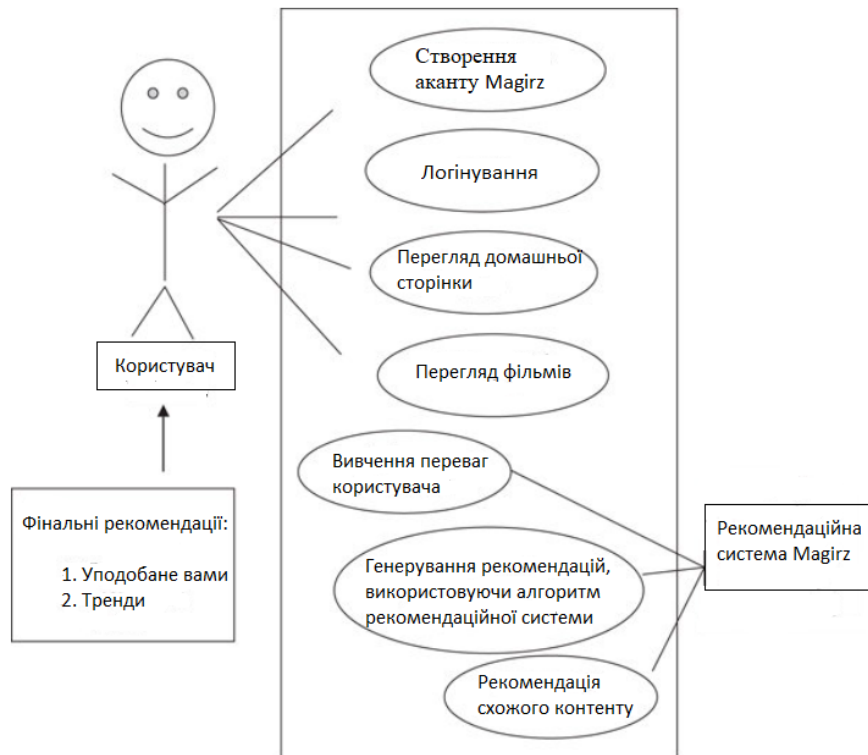 Створення
аканту Magirz
Логінування
Перегляд домашньої
сторінки
Перегляд фільмів
Користувач
Вивчення переваг
користувача
Фінальні рекомендації:
1. Уподобане вами
2. Тренди
Генерування рекомендацій,
використовуючи алгоритм
рекомендаційної системи
Рекомендаційна
система Magirz
Рекомендація
схожого контенту